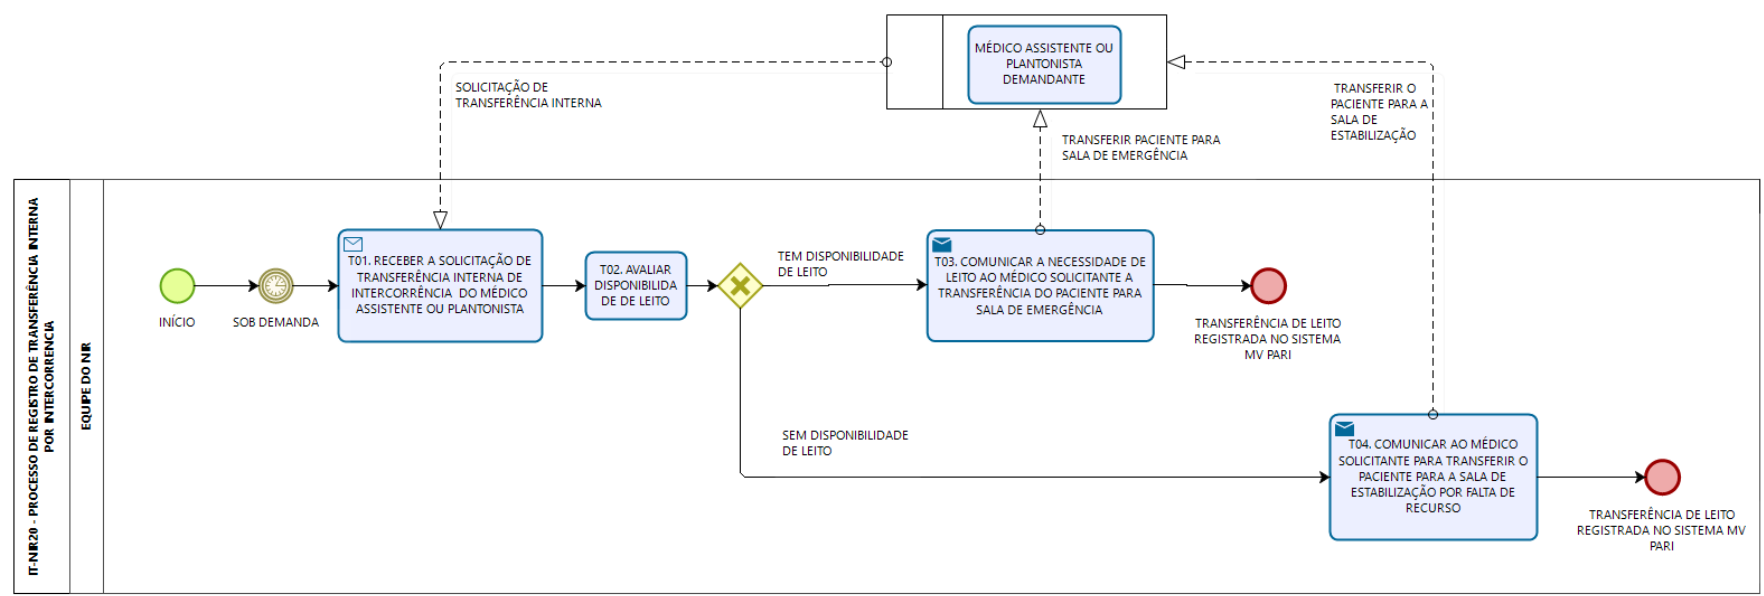 MÉDICO ASSISTENTE OU
PLANTONISTA
DEMANDANTE
SOLICITAÇÃO DE
TRANSFERÊNCIA INTERNA
TRANSFERIR O
PACIENTE PARA A
SALA DE
ESTABILIZAÇÃO
TRANSFERIR PACIENTE PARA
SALA DE EMERGÊNCIA
IT-NIR20 - PROCESSO DE REGISTRO DE TRANSFERÊNCIA INTERNA
POR INTERCORRENCIA
EQUIPE DO NIR
INÍCIO
SOB DEMANDA
T01. RECEBER A SOLICITAÇÃO DE
TRANSFERÊNCIA INTERNA DE
INTERCORRÊNCIA DO MÉDICO
ASSISTENTE OU PLANTONISTA
T02. AVALIAR
DISPONIBILIDA
DE DE LEITO
TEM DISPONIBILIDADE
DE LEITO
T03. COMUNICAR A NECESSIDADE DE
LEITO AO MÉDICO SOLICITANTE A
TRANSFERÊNCIA DO PACIENTE PARA
SALA DE EMERGÊNCIA
TRANSFERÊNCIA DE LEITO
REGISTRADA NO SISTEMA
MV PARI
SEM DISPONIBILIDADE
DE LEITO
T04. COMUNICAR AO MÉDICO
SOLICITANTE PARA TRANSFERIR O
PACIENTE PARA A SALA DE
ESTABILIZAÇÃO POR FALTA DE
RECURSO
TRANSFERÊNCIA DE LEITO
REGISTRADA NO SISTEMA MV
PARI